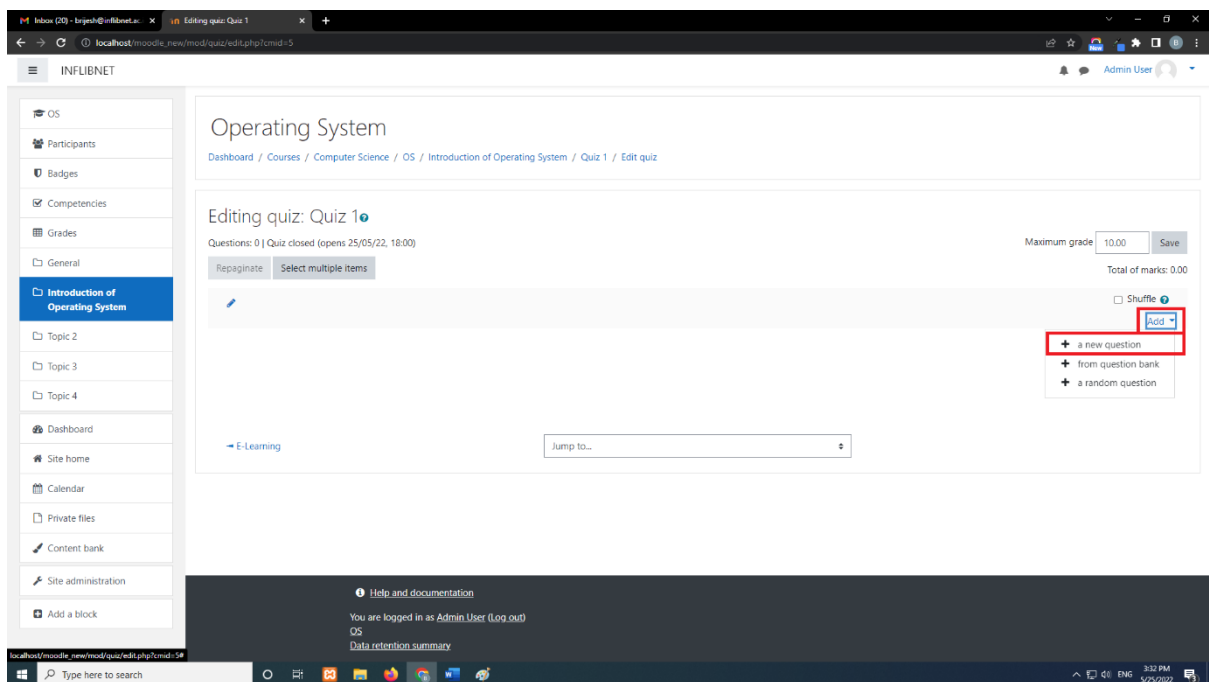 Inbox (20) - brijesh@inflibnet.ac.
Editing quiz: Quiz 1
localhost/moodle_new/mod/quiz/edit.php?cmid=5
New
B
INFLIBNET
Admin User
OS
Participants
Badges
Competencies
Grades
General
Introduction of
Operating System
Topic 2
Topic 3
Topic 4
Dashboard
Site home
Calendar
Private files
Content bank
Site administration
Add a block
Operating System
Dashboard / Courses / Computer Science / OS / Introduction of Operating System / Quiz 1 / Edit quiz
Editing quiz: Quiz 1
Questions: 0 | Quiz closed (opens 25/05/22, 18:00)
Maximum grade 10.00 Save
Repaginate Select multiple items
Total of marks: 0.00
Shuffle
Add
a new question
from question bank
a random question
◄ E-Learning
Jump to...
Help and documentation
You are logged in as Admin User (Log out)
OS
Data retention summary
localhost/moodle_new/mod/quiz/edit.php?cmid=5#
Type here to search
ENG
3:32 PM
5/25/2022